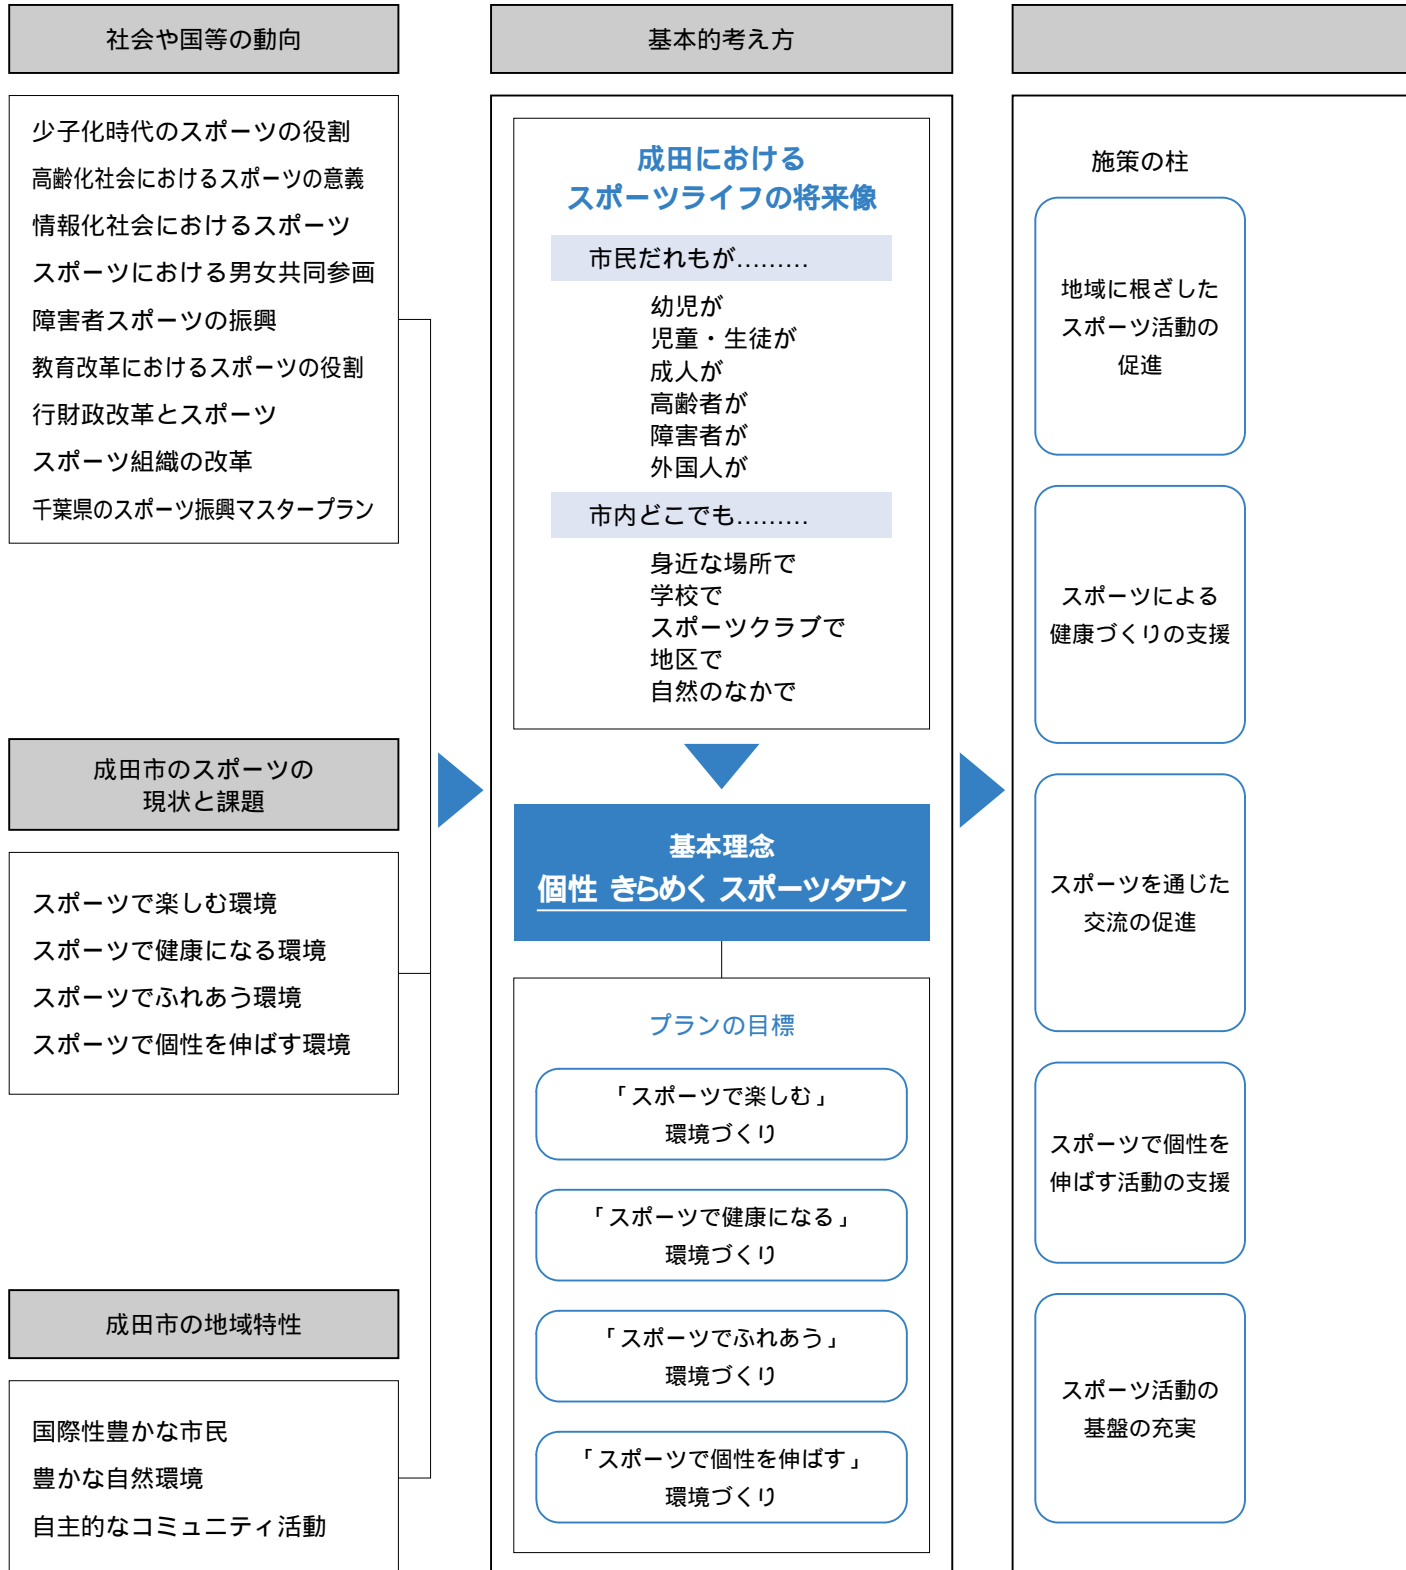 社会や国等の動向
少子化時代のスポーツの役割
高齢化社会におけるスポーツの意義
情報化社会におけるスポーツ
スポーツにおける男女共同参画
障害者スポーツの振興
教育改革におけるスポーツの役割
行財政改革とスポーツ
スポーツ組織の改革
千葉県のスポーツ振興マスタープラン
成田市のスポーツの
現状と課題
スポーツで楽しむ環境
スポーツで健康になる環境
スポーツでふれあう環境
スポーツで個性を伸ばす環境
成田市の地域特性
国際性豊かな市民
豊かな自然環境
自主的なコミュニティ活動
基本的考え方
成田における
スポーツライフの将来像
市民だれもが………
幼児が
児童・生徒が
成人が
高齢者が
障害者が
外国人が
市内どこでも………
身近な場所で
学校で
スポーツクラブで
地区で
自然のなかで
基本理念
個性 きらめく スポーツタウン
プランの目標
「スポーツで楽しむ」
環境づくり
「スポーツで健康になる」
環境づくり
「スポーツでふれあう」
環境づくり
「スポーツで個性を伸ばす」
環境づくり
施策の柱
地域に根ざした
スポーツ活動の
促進
スポーツによる
健康づくりの支援
スポーツを通じた
交流の促進
スポーツで個性を
伸ばす活動の支援
スポーツ活動の
基盤の充実